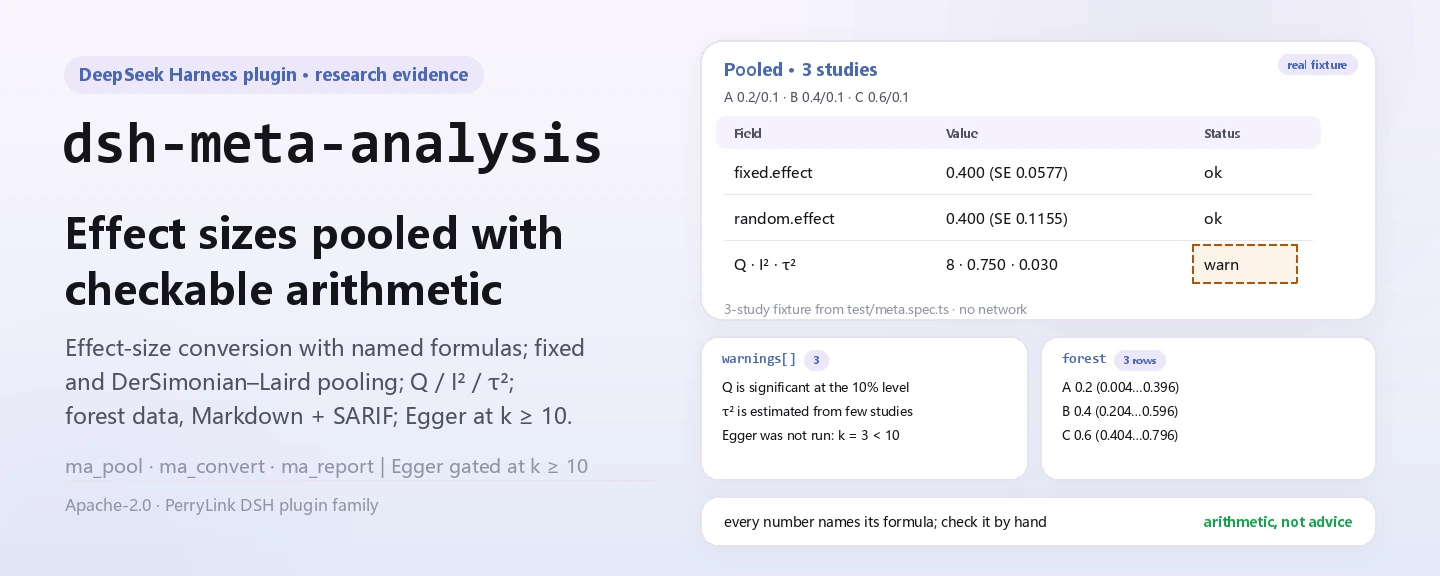 DeepSeek Harness plugin • research evidence
dsh-meta-analysis
Effect sizes pooled with
checkable arithmetic
Effect-size conversion with named formulas; fixed
and DerSimonian–Laird pooling; Q / I² / τ²;
forest data, Markdown + SARIF; Egger at k ≥ 10.
ma_pool · ma_convert · ma_report | Egger gated at k ≥ 10
Apache-2.0 · PerryLink DSH plugin family
Pooled • 3 studies
real fixture
A 0.2/0.1 · B 0.4/0.1 · C 0.6/0.1
Field Value Status
fixed.effect 0.400 (SE 0.0577) ok
random.effect 0.400 (SE 0.1155) ok
Q · I² · τ² 8 · 0.750 · 0.030 warn
3-study fixture from test/meta.spec.ts · no network
warnings[] 3
Q is significant at the 10% level
τ² is estimated from few studies
Egger was not run: k = 3 < 10
forest 3 rows
A 0.2 (0.004…0.396)
B 0.4 (0.204…0.596)
C 0.6 (0.404…0.796)
every number names its formula; check it by hand
arithmetic, not advice